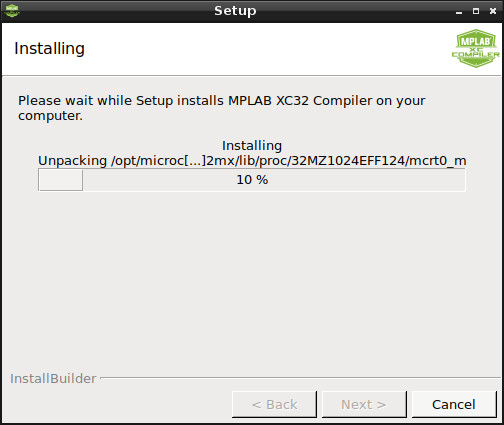 Setup
Installing
MPLAB
XC
COMPILER
Please wait while Setup installs MPLAB XC32 Compiler on your
computer.
Installing
Unpacking /opt/microc[...]2mx/lib/proc/32MZ1024EFF124/mcrt0_m
10 %
InstallBuilder
< Back
Next >
Cancel